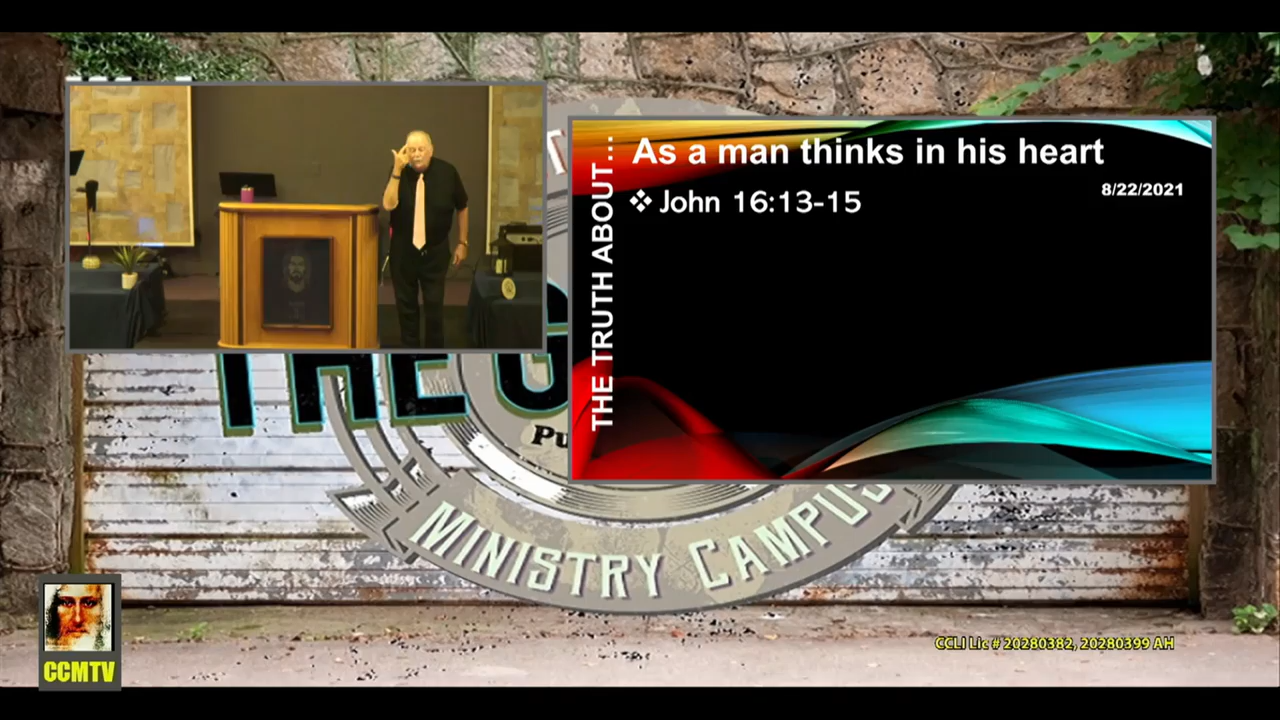 As a man thinks in his heart
8/22/2021
❖ John 16:13-15
THE TRUTH ABOUT...
THE
MINISTRY CAMPUS
CCMTV
CCLI Lic # 20280382, 20280399 AH